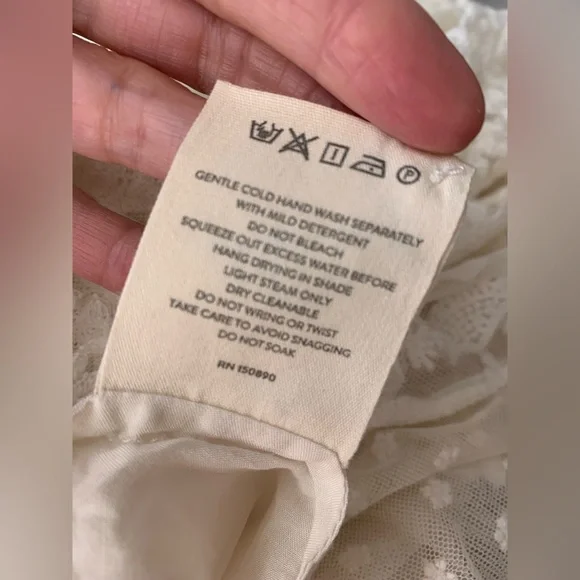 GENTLE COLD HAND WASH SEPARATELY
WITH MILD DETERGENT
DO NOT BLEACH
SQUEEZE OUT EXCESS WATER BEFORE
HANG DRYING IN SHADE
LIGHT STEAM ONLY
DRY CLEANABLE
DO NOT WRING OR TWIST
TAKE CARE TO AVOID SNAGGING
DO NOT SOAK
RN 150890